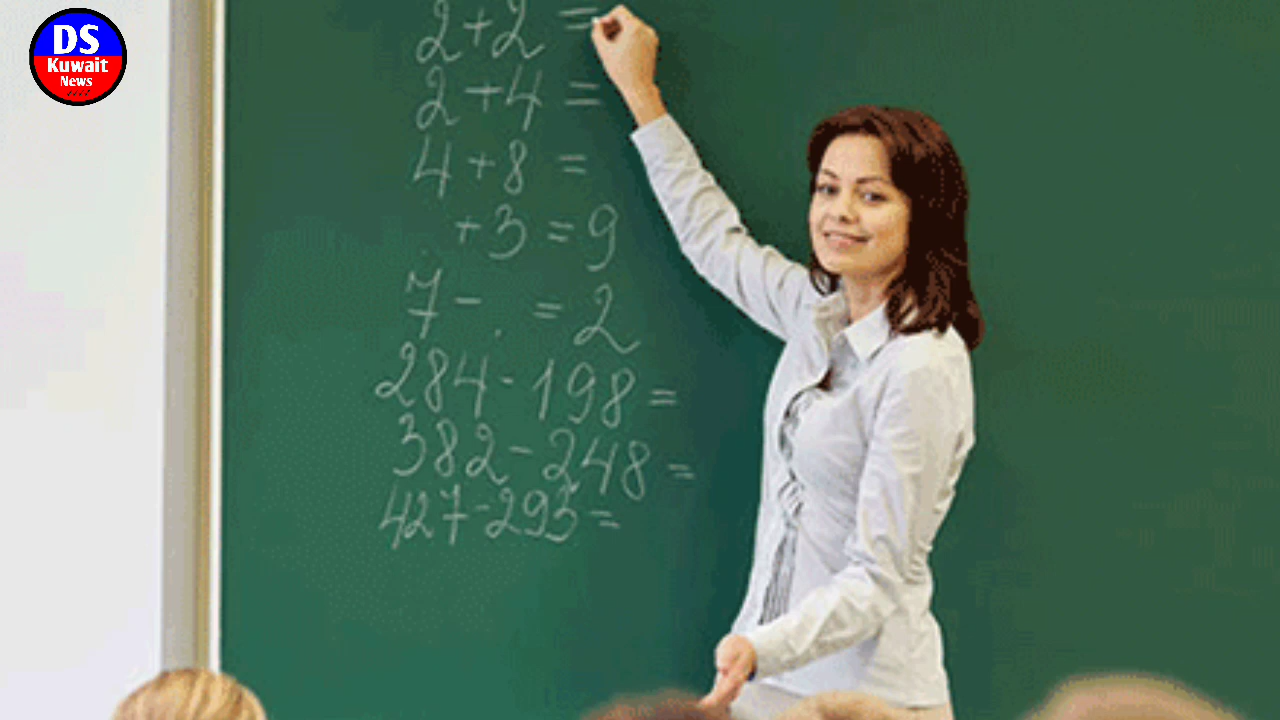 DS
Kuwait
News
2+2 =
2+4 =
4+8 =
+3 = 9
7- . = 2
284-198=
382-248=
427-293=